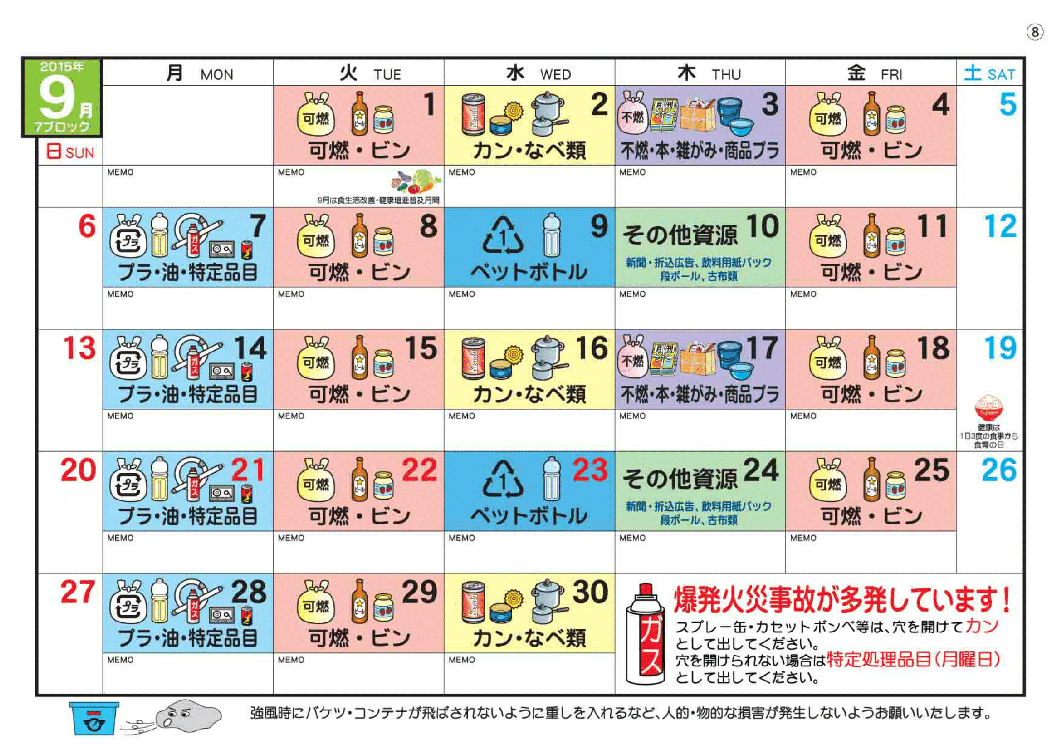 ⑧
2015年
9月
7ブロック
日 SUN
月 MON
火 TUE
水 WED
木 THU
金 FRI
土 SAT
可燃 1
可燃・ビン
2
カン・なべ類
不燃 3
不燃・本・雑がみ・商品プラ
可燃 4
可燃・ビン
5
MEMO
MEMO
9月は食生活改善・健康増進普及月間
MEMO
MEMO
MEMO
6
プラ ガス 7
プラ・油・特定品目
可燃 8
可燃・ビン
1 9
ペットボトル
その他資源 10
新聞・折込広告、飲料用紙パック
段ボール、古布類
可燃 11
可燃・ビン
12
MEMO
MEMO
MEMO
MEMO
MEMO
13
プラ ガス 14
プラ・油・特定品目
可燃 15
可燃・ビン
16
カン・なべ類
不燃 17
不燃・本・雑がみ・商品プラ
可燃 18
可燃・ビン
19
健康は
1日3度の食事から
食育の日
MEMO
MEMO
MEMO
MEMO
MEMO
20
プラ ガス 21
プラ・油・特定品目
可燃 22
可燃・ビン
1 23
ペットボトル
その他資源 24
新聞・折込広告、飲料用紙パック
段ボール、古布類
可燃 25
可燃・ビン
26
MEMO
MEMO
MEMO
MEMO
MEMO
27
プラ ガス 28
プラ・油・特定品目
可燃 29
可燃・ビン
30
カン・なべ類
MEMO
MEMO
MEMO
ガス
爆発火災事故が多発しています!
スプレー缶・カセットボンベ等は、穴を開けてカン
として出してください。
穴を開けられない場合は特定処理品目(月曜日)
として出してください。
強風時にバケツ・コンテナが飛ばされないように重しを入れるなど、人的・物的な損害が発生しないようお願いいたします。